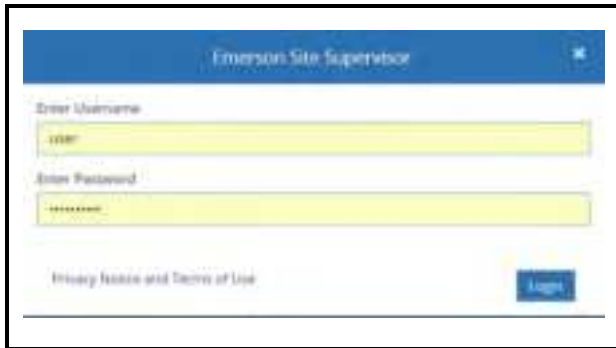 Emerson Site Supervisor
Enter Username
user
Enter Password
Privacy Notice and Terms of Use
Login